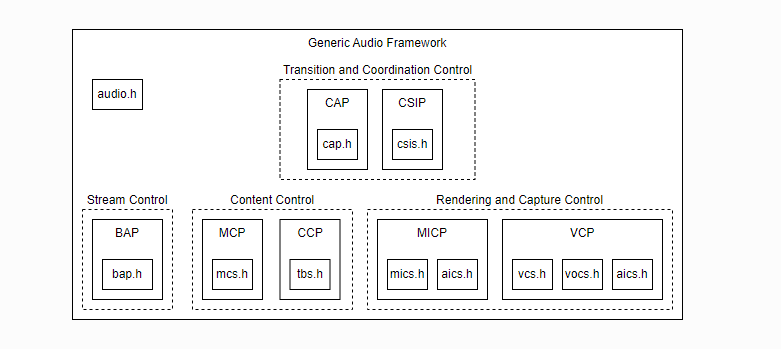 Generic Audio Framework
Transition and Coordination Control
audio.h
CAP
CSIP
cap.h
csis.h
Stream Control
Content Control
Rendering and Capture Control
BAP
MCP
CCP
MICP
VCP
bap.h
mcs.h
tbs.h
mics.h
aics.h
vcs.h
vocs.h
aics.h